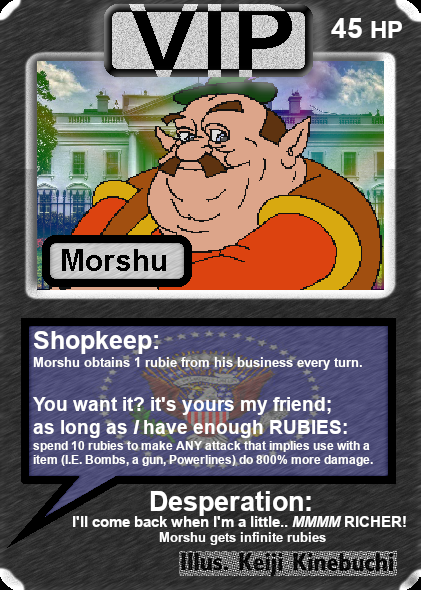 VIP
45 HP
Morshu
Shopkeep:
Morshu obtains 1 rubie from his business every turn.
You want it? it's yours my friend;
as long as I have enough RUBIES:
spend 10 rubies to make ANY attack that implies use with a
item (I.E. Bombs, a gun, Powerlines) do 800% more damage.
Desperation:
I'll come back when I'm a little.. MMMM RICHER!
Morshu gets infinite rubies
Illus. Keiji Kinebuchi